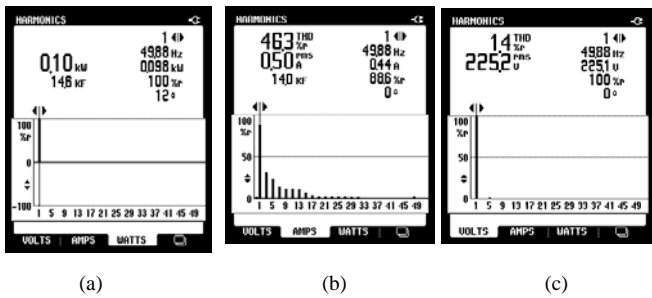 HARMONICS
1
49.88 Hz
0.10 kW
0.098 kW
14.6 KF
100 %r
12°
100
%r
0
-100
1 5 9 13 17 21 25 29 33 37 41 45 49
VOLTS AMPS WATTS
(a)
HARMONICS
46.3 THD %r
1
49.88 Hz
0.50 rms A
0.44 A
14.0 KF
88.6 %r
0°
100
%r
50
0
1 5 9 13 17 21 25 29 33 37 41 45 49
VOLTS AMPS WATTS
(b)
HARMONICS
1.4 THD %r
1
49.88 Hz
225.2 rms V
225.1 V
100 %r
0°
100
%r
50
0
1 5 9 13 17 21 25 29 33 37 41 45 49
VOLTS AMPS WATTS
(c)